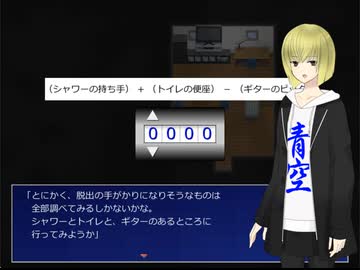 （シャワーの持ち手）＋（トイレの便座）－（ギターのピック
0000
青空
「とにかく、脱出の手がかりになりそうなものは
全部調べてみるしかないかな。
シャワーとトイレと、ギターのあるところに
行ってみようか」